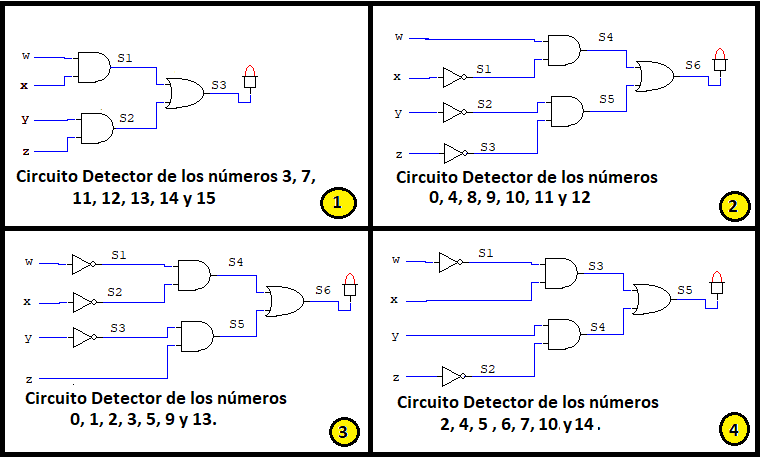 w
x
y
z
S1
S2
S3
Circuito Detector de los números 3, 7,
11, 12, 13, 14 y 15
1
w
x
y
z
S1
S2
S3
S4
S5
S6
Circuito Detector de los números
0, 4, 8, 9, 10, 11 y 12
2
w
x
y
z
S1
S2
S3
S4
S5
S6
Circuito Detector de los números
0, 1, 2, 3, 5, 9 y 13.
3
w
x
y
z
S1
S2
S3
S4
S5
Circuito Detector de los números
2, 4, 5 , 6, 7, 10 y 14 .
4